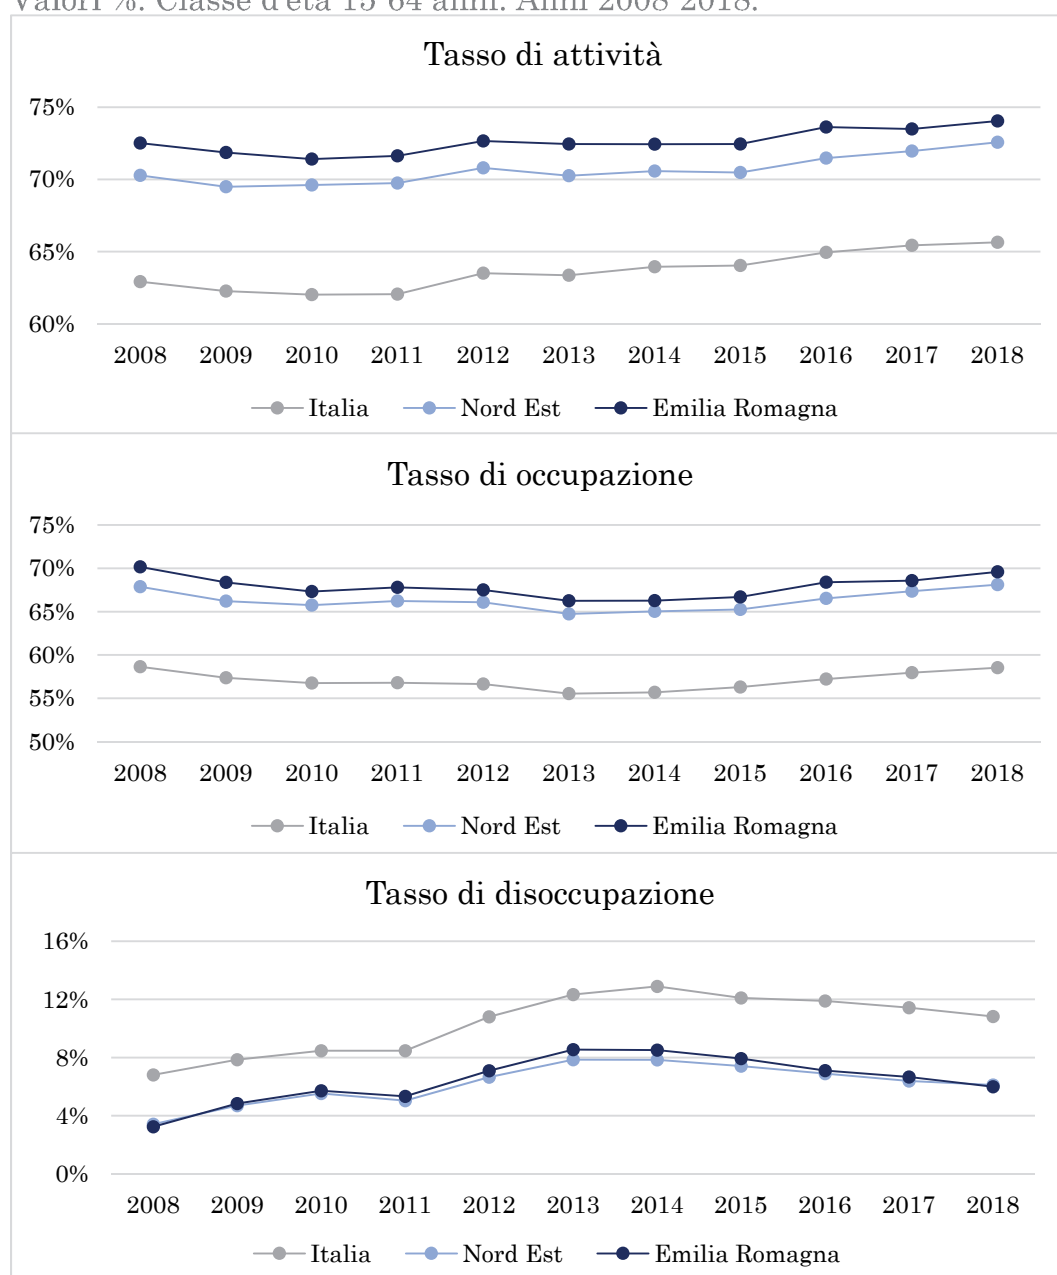 Valori %. Classe d'età 15-64 anni. Anni 2008-2018.
Tasso di attività
75%
70%
65%
60%
2008 2009 2010 2011 2012 2013 2014 2015 2016 2017 2018
Italia Nord Est Emilia Romagna
Tasso di occupazione
75%
70%
65%
60%
55%
50%
2008 2009 2010 2011 2012 2013 2014 2015 2016 2017 2018
Italia Nord Est Emilia Romagna
Tasso di disoccupazione
16%
12%
8%
4%
0%
2008 2009 2010 2011 2012 2013 2014 2015 2016 2017 2018
Italia Nord Est Emilia Romagna